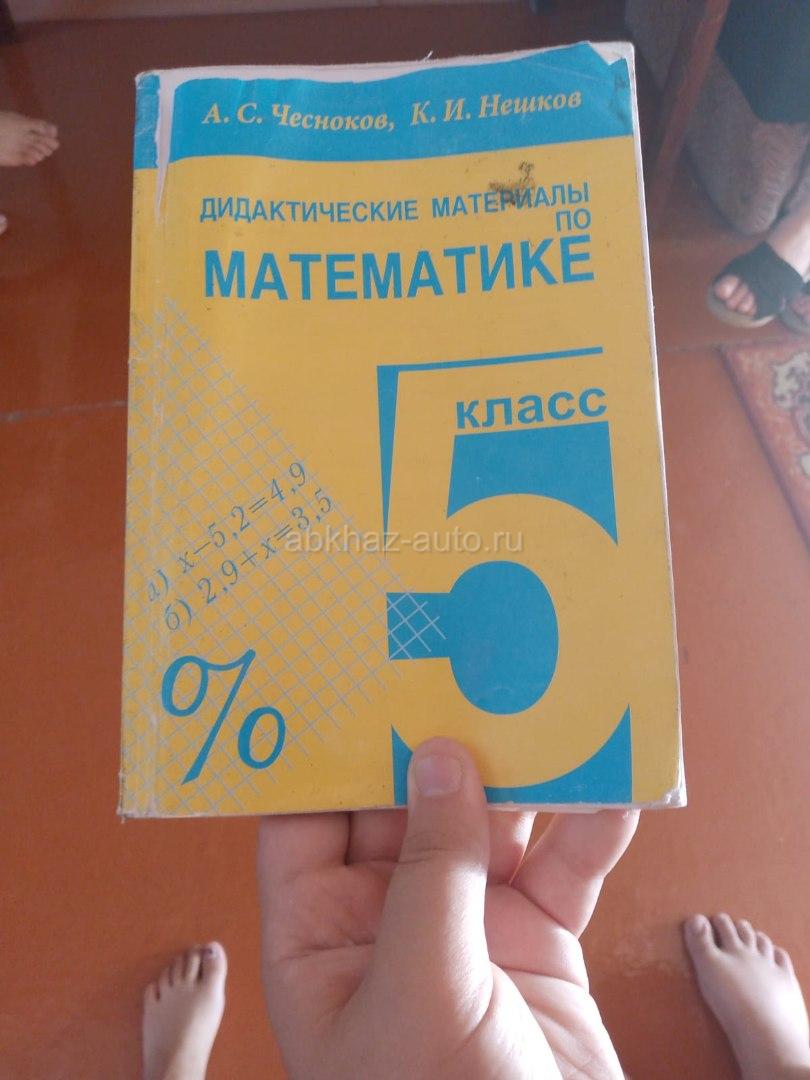 А. С. Чесноков, К. И. Нешков
ДИДАКТИЧЕСКИЕ МАТЕРИАЛЫ
ПО
МАТЕМАТИКЕ
класс
5
а) x−5,2=4,9
б) 2,9+x=3,5
abkhaz-auto.ru
%